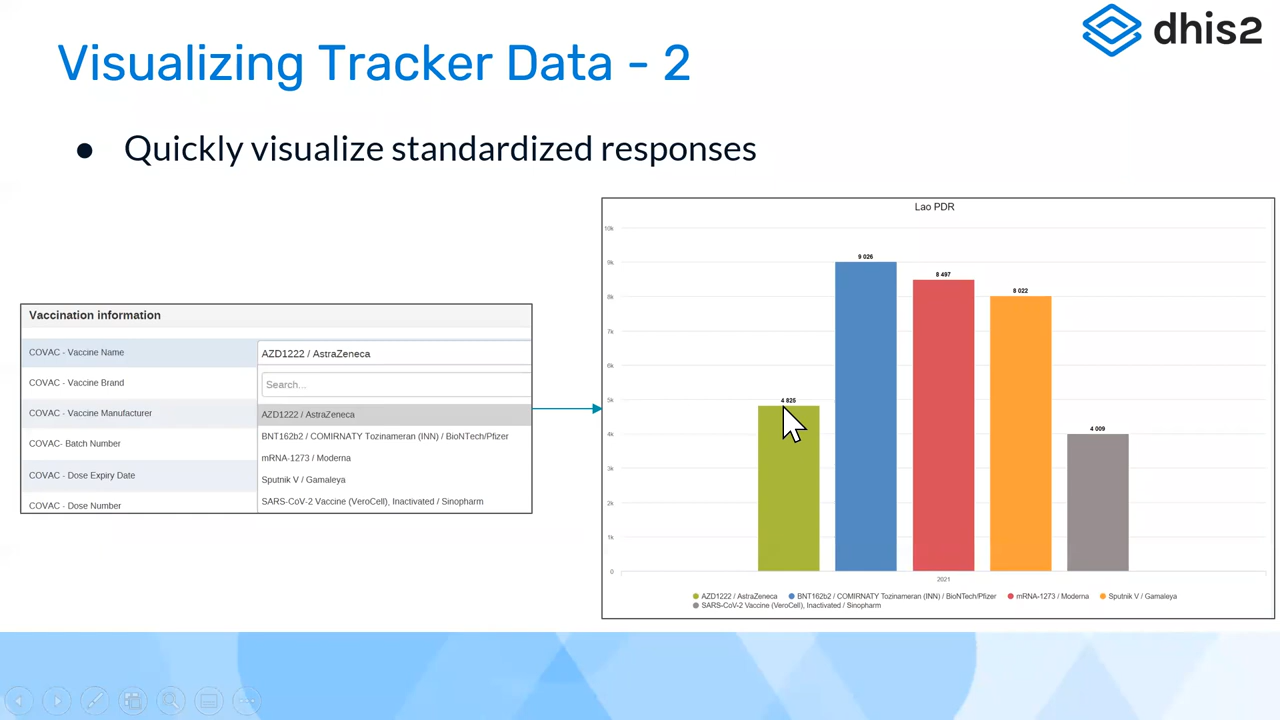 dhis2
Visualizing Tracker Data - 2
● Quickly visualize standardized responses
Vaccination information
COVAC - Vaccine Name
AZD1222 / AstraZeneca
COVAC - Vaccine Brand
Search...
COVAC - Vaccine Manufacturer
AZD1222 / AstraZeneca
COVAC- Batch Number
BNT162b2 / COMIRNATY Tozinameran (INN) / BioNTech/Pfizer
mRNA-1273 / Moderna
COVAC - Dose Expiry Date
Sputnik V / Gamaleya
COVAC - Dose Number
SARS-CoV-2 Vaccine (VeroCell), Inactivated / Sinopharm
Lao PDR
10k
9k
8k
7k
6k
5k
4k
3k
2k
1k
0
4 825
9 026
8 497
8 022
4 009
2021
AZD1222 / AstraZeneca BNT162b2 / COMIRNATY Tozinameran (INN) / BioNTech/Pfizer mRNA-1273 / Moderna Sputnik V / Gamaleya
SARS-CoV-2 Vaccine (VeroCell), Inactivated / Sinopharm